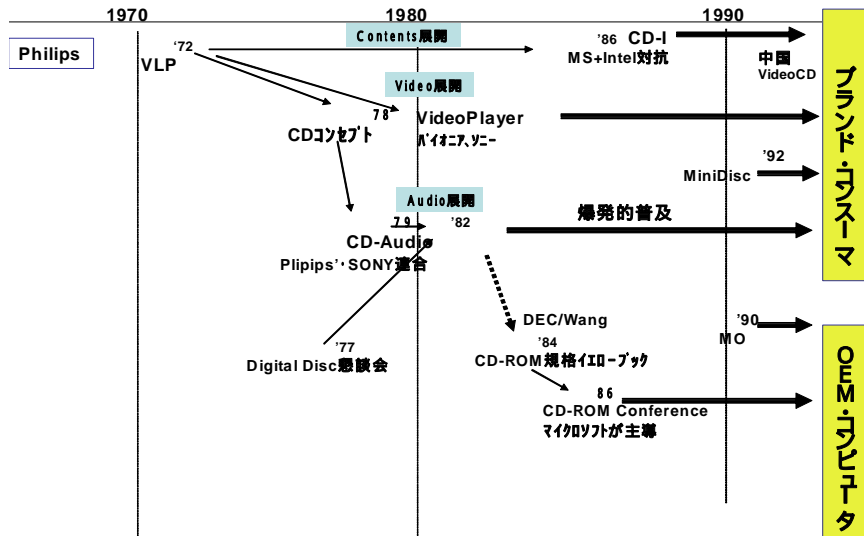 1970
1980
1990
Philips
'72
VLP
Contents展開
'86 CD-I
MS+Intel対抗
中国
VideoCD
Video展開
78
VideoPlayer
パイオニア、ソニー
CDコンセプト
'92
MiniDisc
Audio展開
79
'82
爆発的普及
CD-Audio
Plipips'・SONY連合
DEC/Wang
'84
CD-ROM規格イエローブック
'90
MO
'77
Digital Disc懇談会
86
CD-ROM Conference
マイクロソフトが主導
ブランド・コンスーマ
OEM・コンピュータ